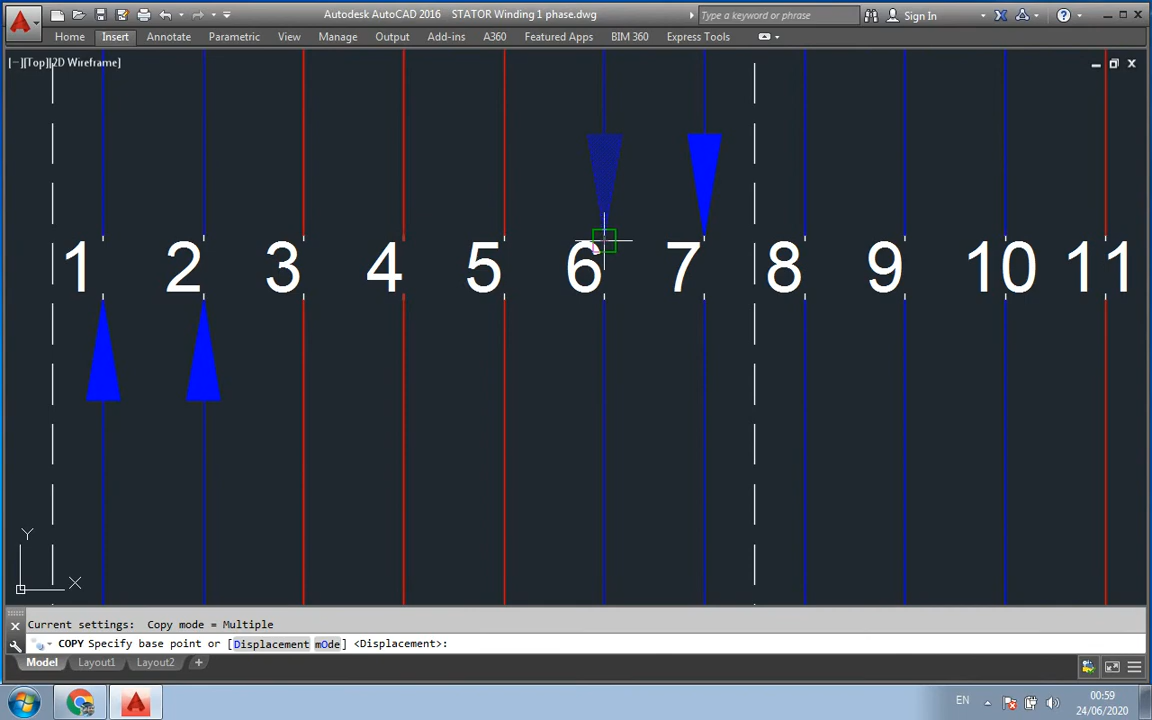 Autodesk AutoCAD 2016 STATOR Winding 1 phase.dwg
Type a keyword or phrase
Sign In
Home Insert Annotate Parametric View Manage Output Add-ins A360 Featured Apps BIM 360 Express Tools
[−][Top][2D Wireframe]
1 2 3 4 5 6 7 8 9 10 11
Y
X
Current settings: Copy mode = Multiple
COPY Specify base point or [Displacement mOde] <Displacement>:
Model Layout1 Layout2 +
EN
00:59
24/06/2020